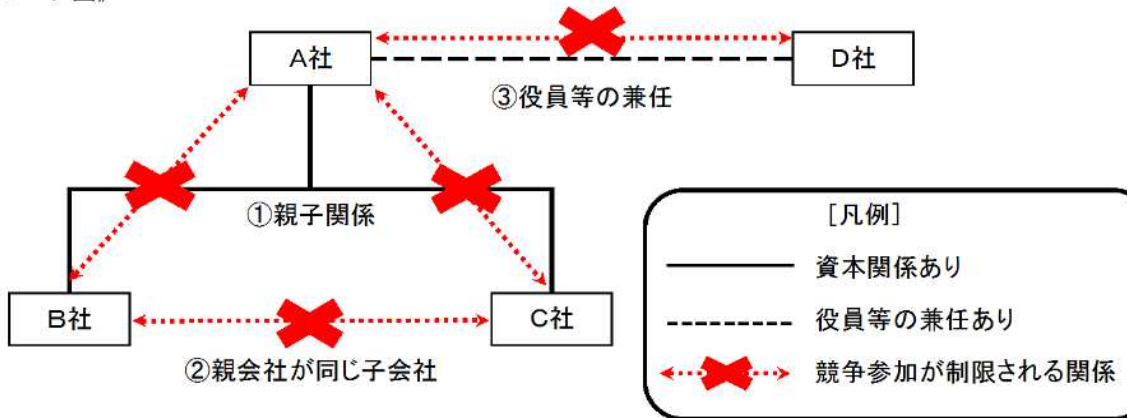 A社
D社
③役員等の兼任
①親子関係
B社
C社
②親会社が同じ子会社
［凡例］
資本関係あり
役員等の兼任あり
競争参加が制限される関係